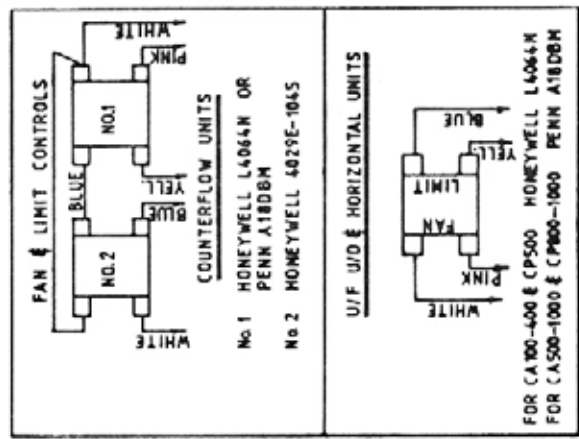 FAN & LIMIT CONTROLS
WHITE
PINK
NO.1
BLUE
YELL
BLUE
NO.2
WHITE
COUNTERFLOW UNITS
No.1 HONEYWELL L4064N OR
PENN A18DBM
No.2 HONEYWELL 4029E-1045
U/F U/D & HORIZONTAL UNITS
BLUE
YELL.
LIMIT
FAN
PINK
WHITE
FOR CA100-400 & CP500 HONEYWELL L4064N
FOR CA500-1000 & CP800-1000 PENN A18DBM